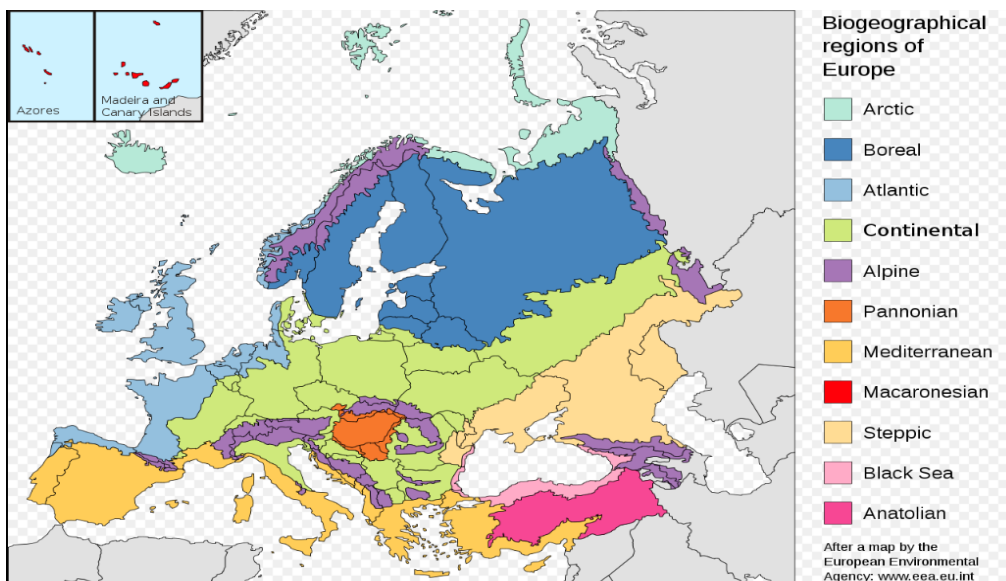 Azores
Madeira and
Canary Islands
Biogeographical
regions of
Europe
Arctic
Boreal
Atlantic
Continental
Alpine
Pannonian
Mediterranean
Macaronesian
Steppic
Black Sea
Anatolian
After a map by the
European Environmental
Agency: www.eea.eu.int